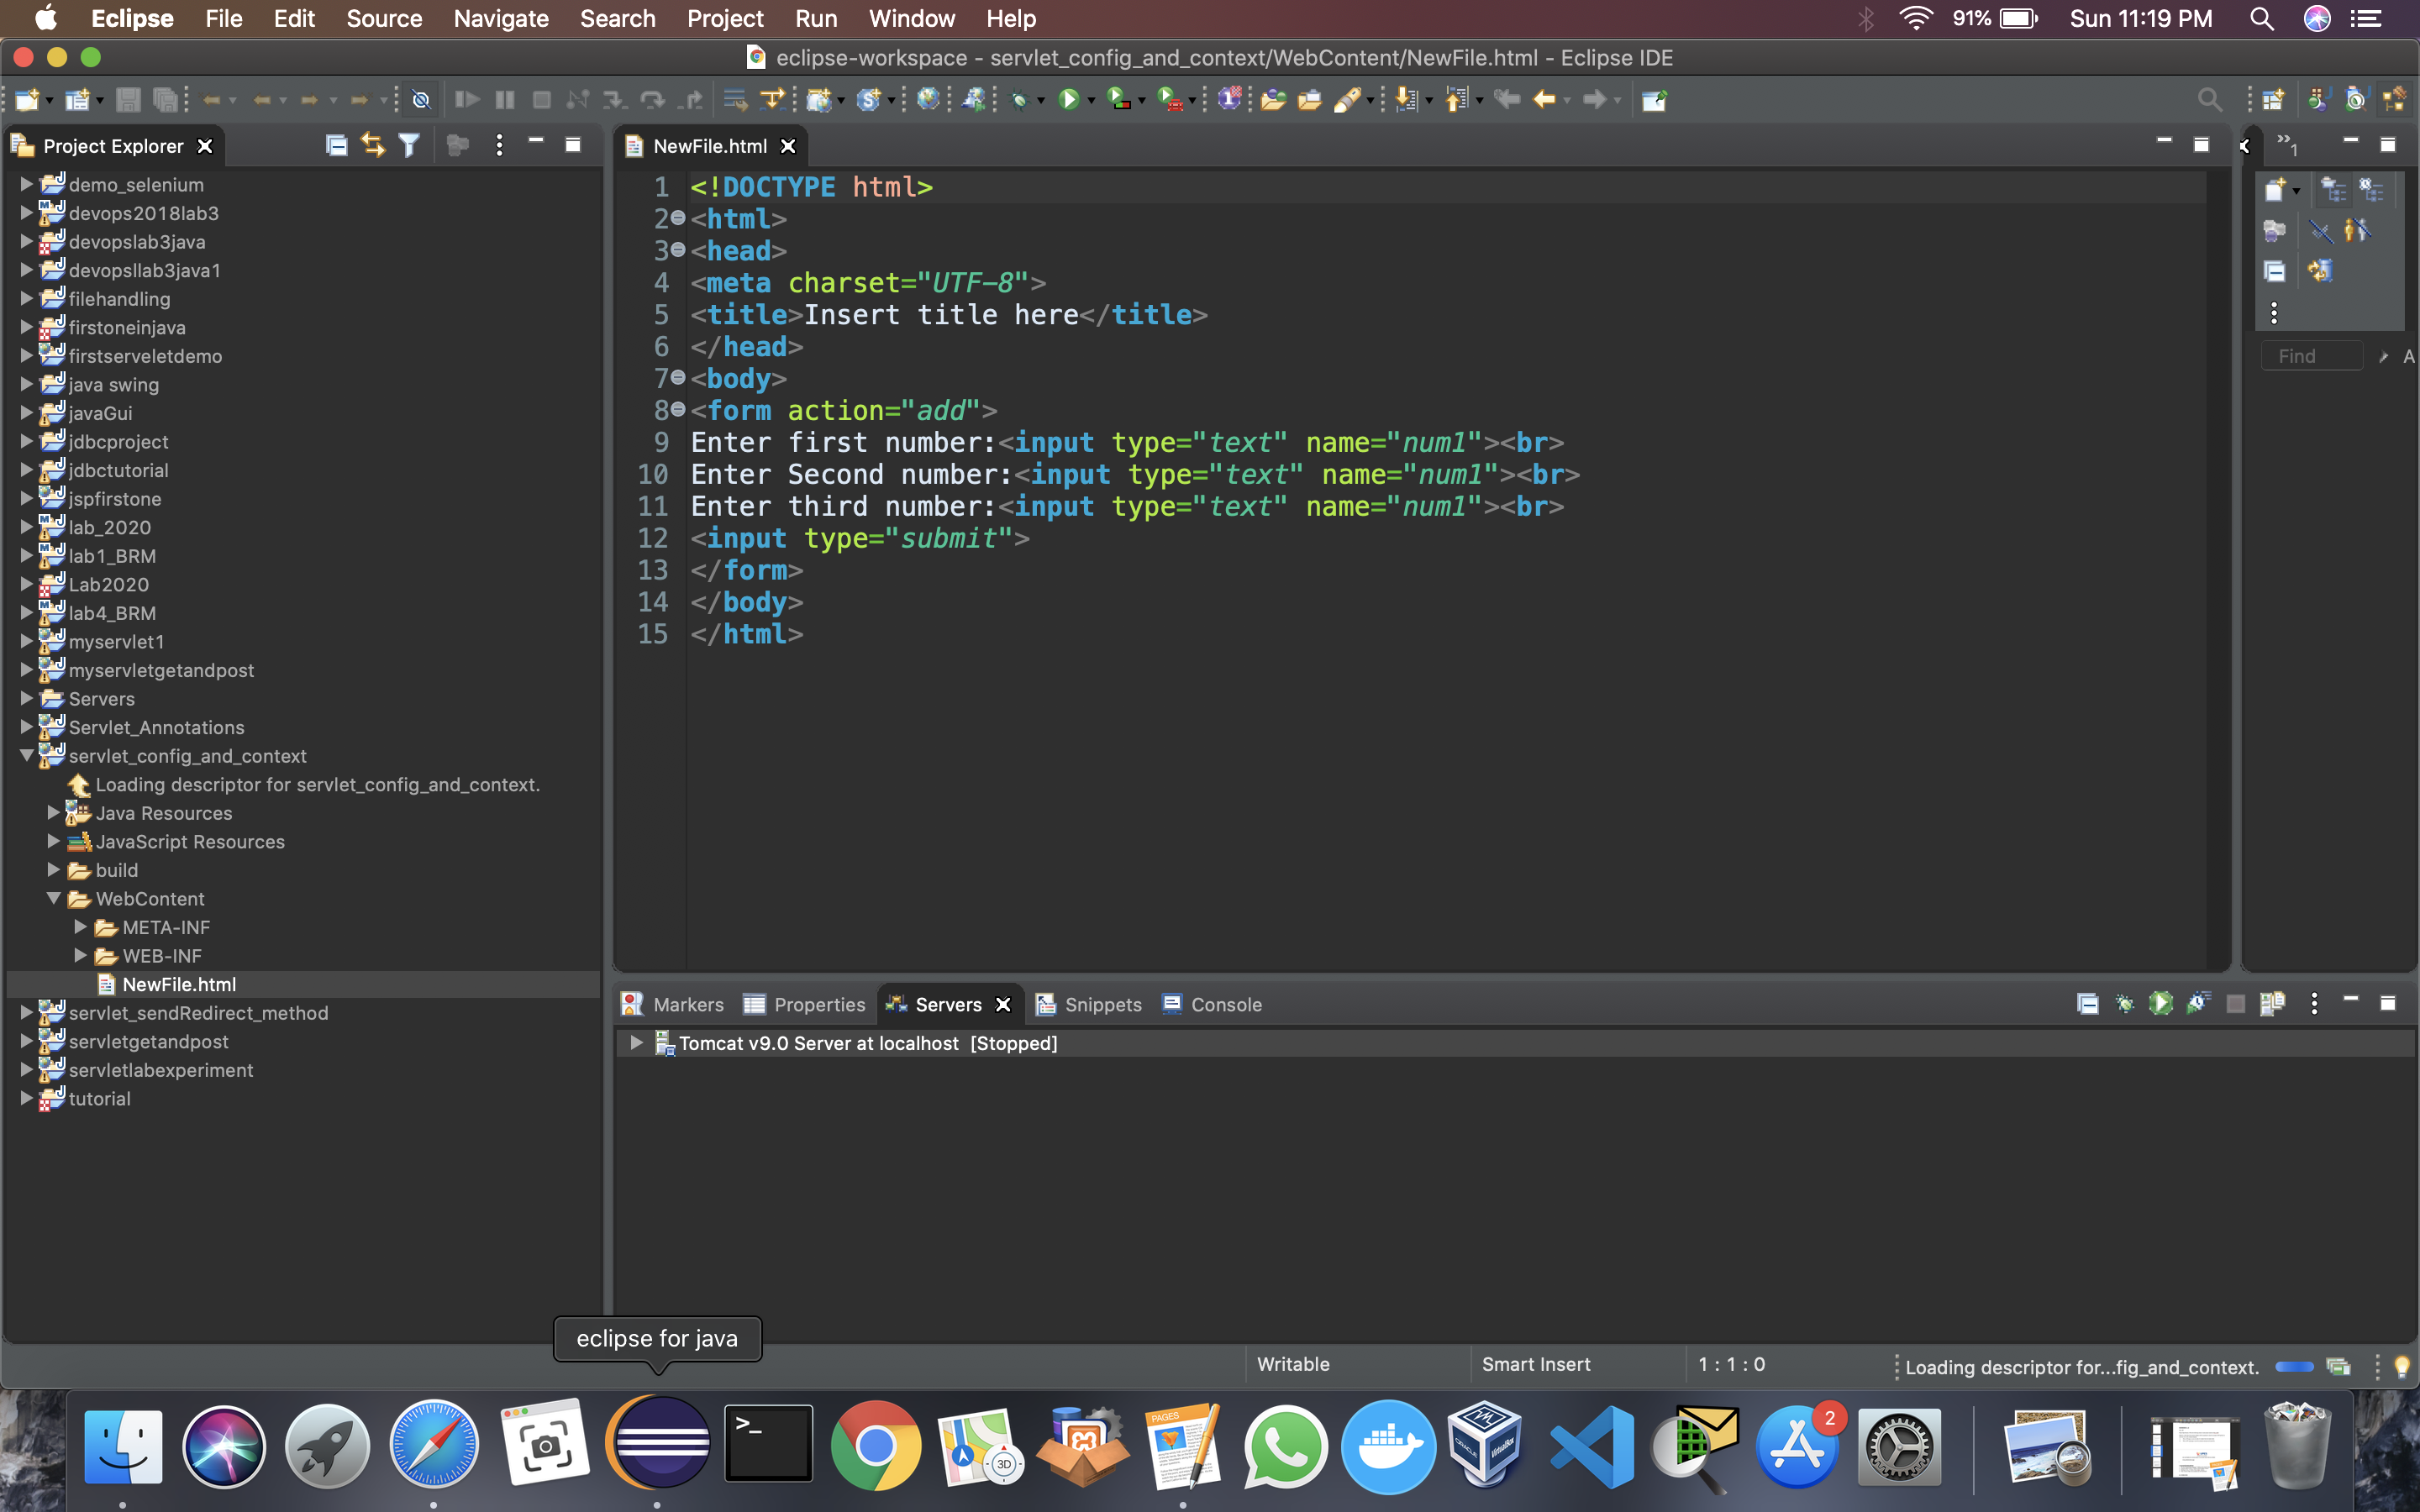 Eclipse File Edit Source Navigate Search Project Run Window Help 91% Sun 11:19 PM
eclipse-workspace - servlet_config_and_context/WebContent/NewFile.html - Eclipse IDE
Project Explorer
demo_selenium
devops2018lab3
devopslab3java
devopsllab3java1
filehandling
firstoneinjava
firstserveletdemo
java swing
javaGui
jdbcproject
jdbctutorial
jspfirstone
lab_2020
lab1_BRM
Lab2020
lab4_BRM
myservlet1
myservletgetandpost
Servers
Servlet_Annotations
servlet_config_and_context
Loading descriptor for servlet_config_and_context.
Java Resources
JavaScript Resources
build
WebContent
META-INF
WEB-INF
NewFile.html
servlet_sendRedirect_method
servletgetandpost
servletlabexperiment
tutorial
NewFile.html
1 <!DOCTYPE html>
2 <html>
3 <head>
4 <meta charset="UTF-8">
5 <title>Insert title here</title>
6 </head>
7 <body>
8 <form action="add">
9 Enter first number:<input type="text" name="num1"><br>
10 Enter Second number:<input type="text" name="num1"><br>
11 Enter third number:<input type="text" name="num1"><br>
12 <input type="submit">
13 </form>
14 </body>
15 </html>
»1
Find A
Markers Properties Servers Snippets Console
Tomcat v9.0 Server at localhost [Stopped]
eclipse for java
Writable Smart Insert 1 : 1 : 0 Loading descriptor for...fig_and_context.
>_
3D
PAGES
2